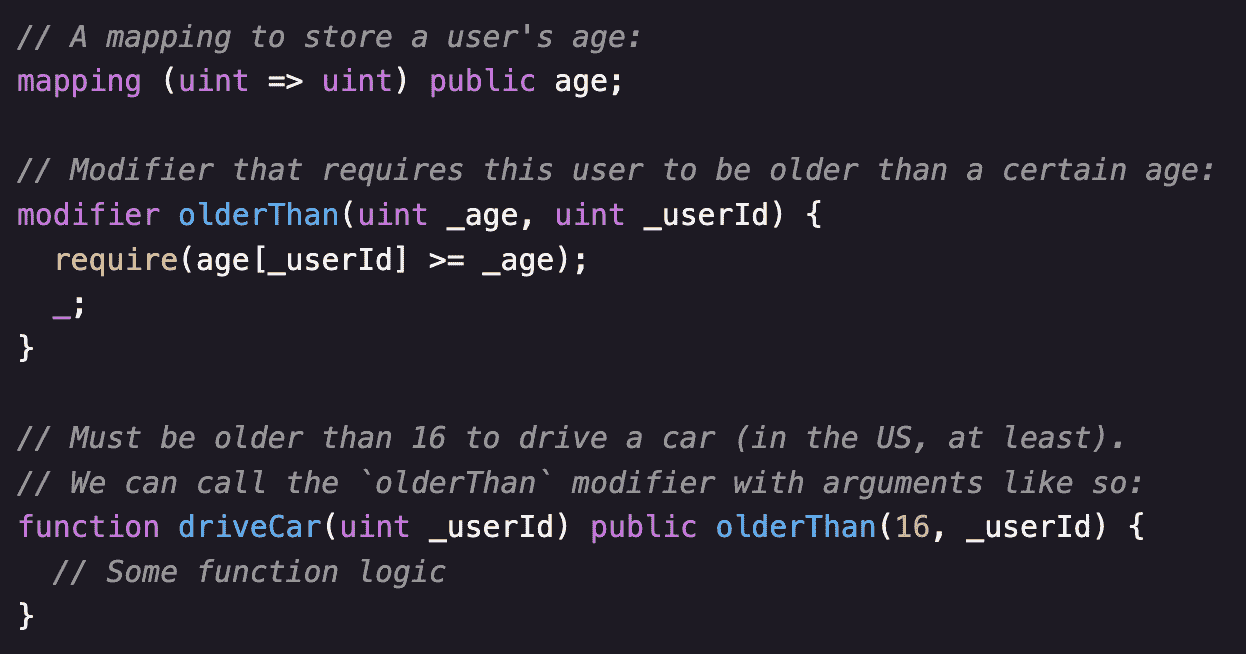 // A mapping to store a user's age:
mapping (uint => uint) public age;

// Modifier that requires this user to be older than a certain age:
modifier olderThan(uint _age, uint _userId) {
  require(age[_userId] >= _age);
  _;
}

// Must be older than 16 to drive a car (in the US, at least).
// We can call the `olderThan` modifier with arguments like so:
function driveCar(uint _userId) public olderThan(16, _userId) {
  // Some function logic
}